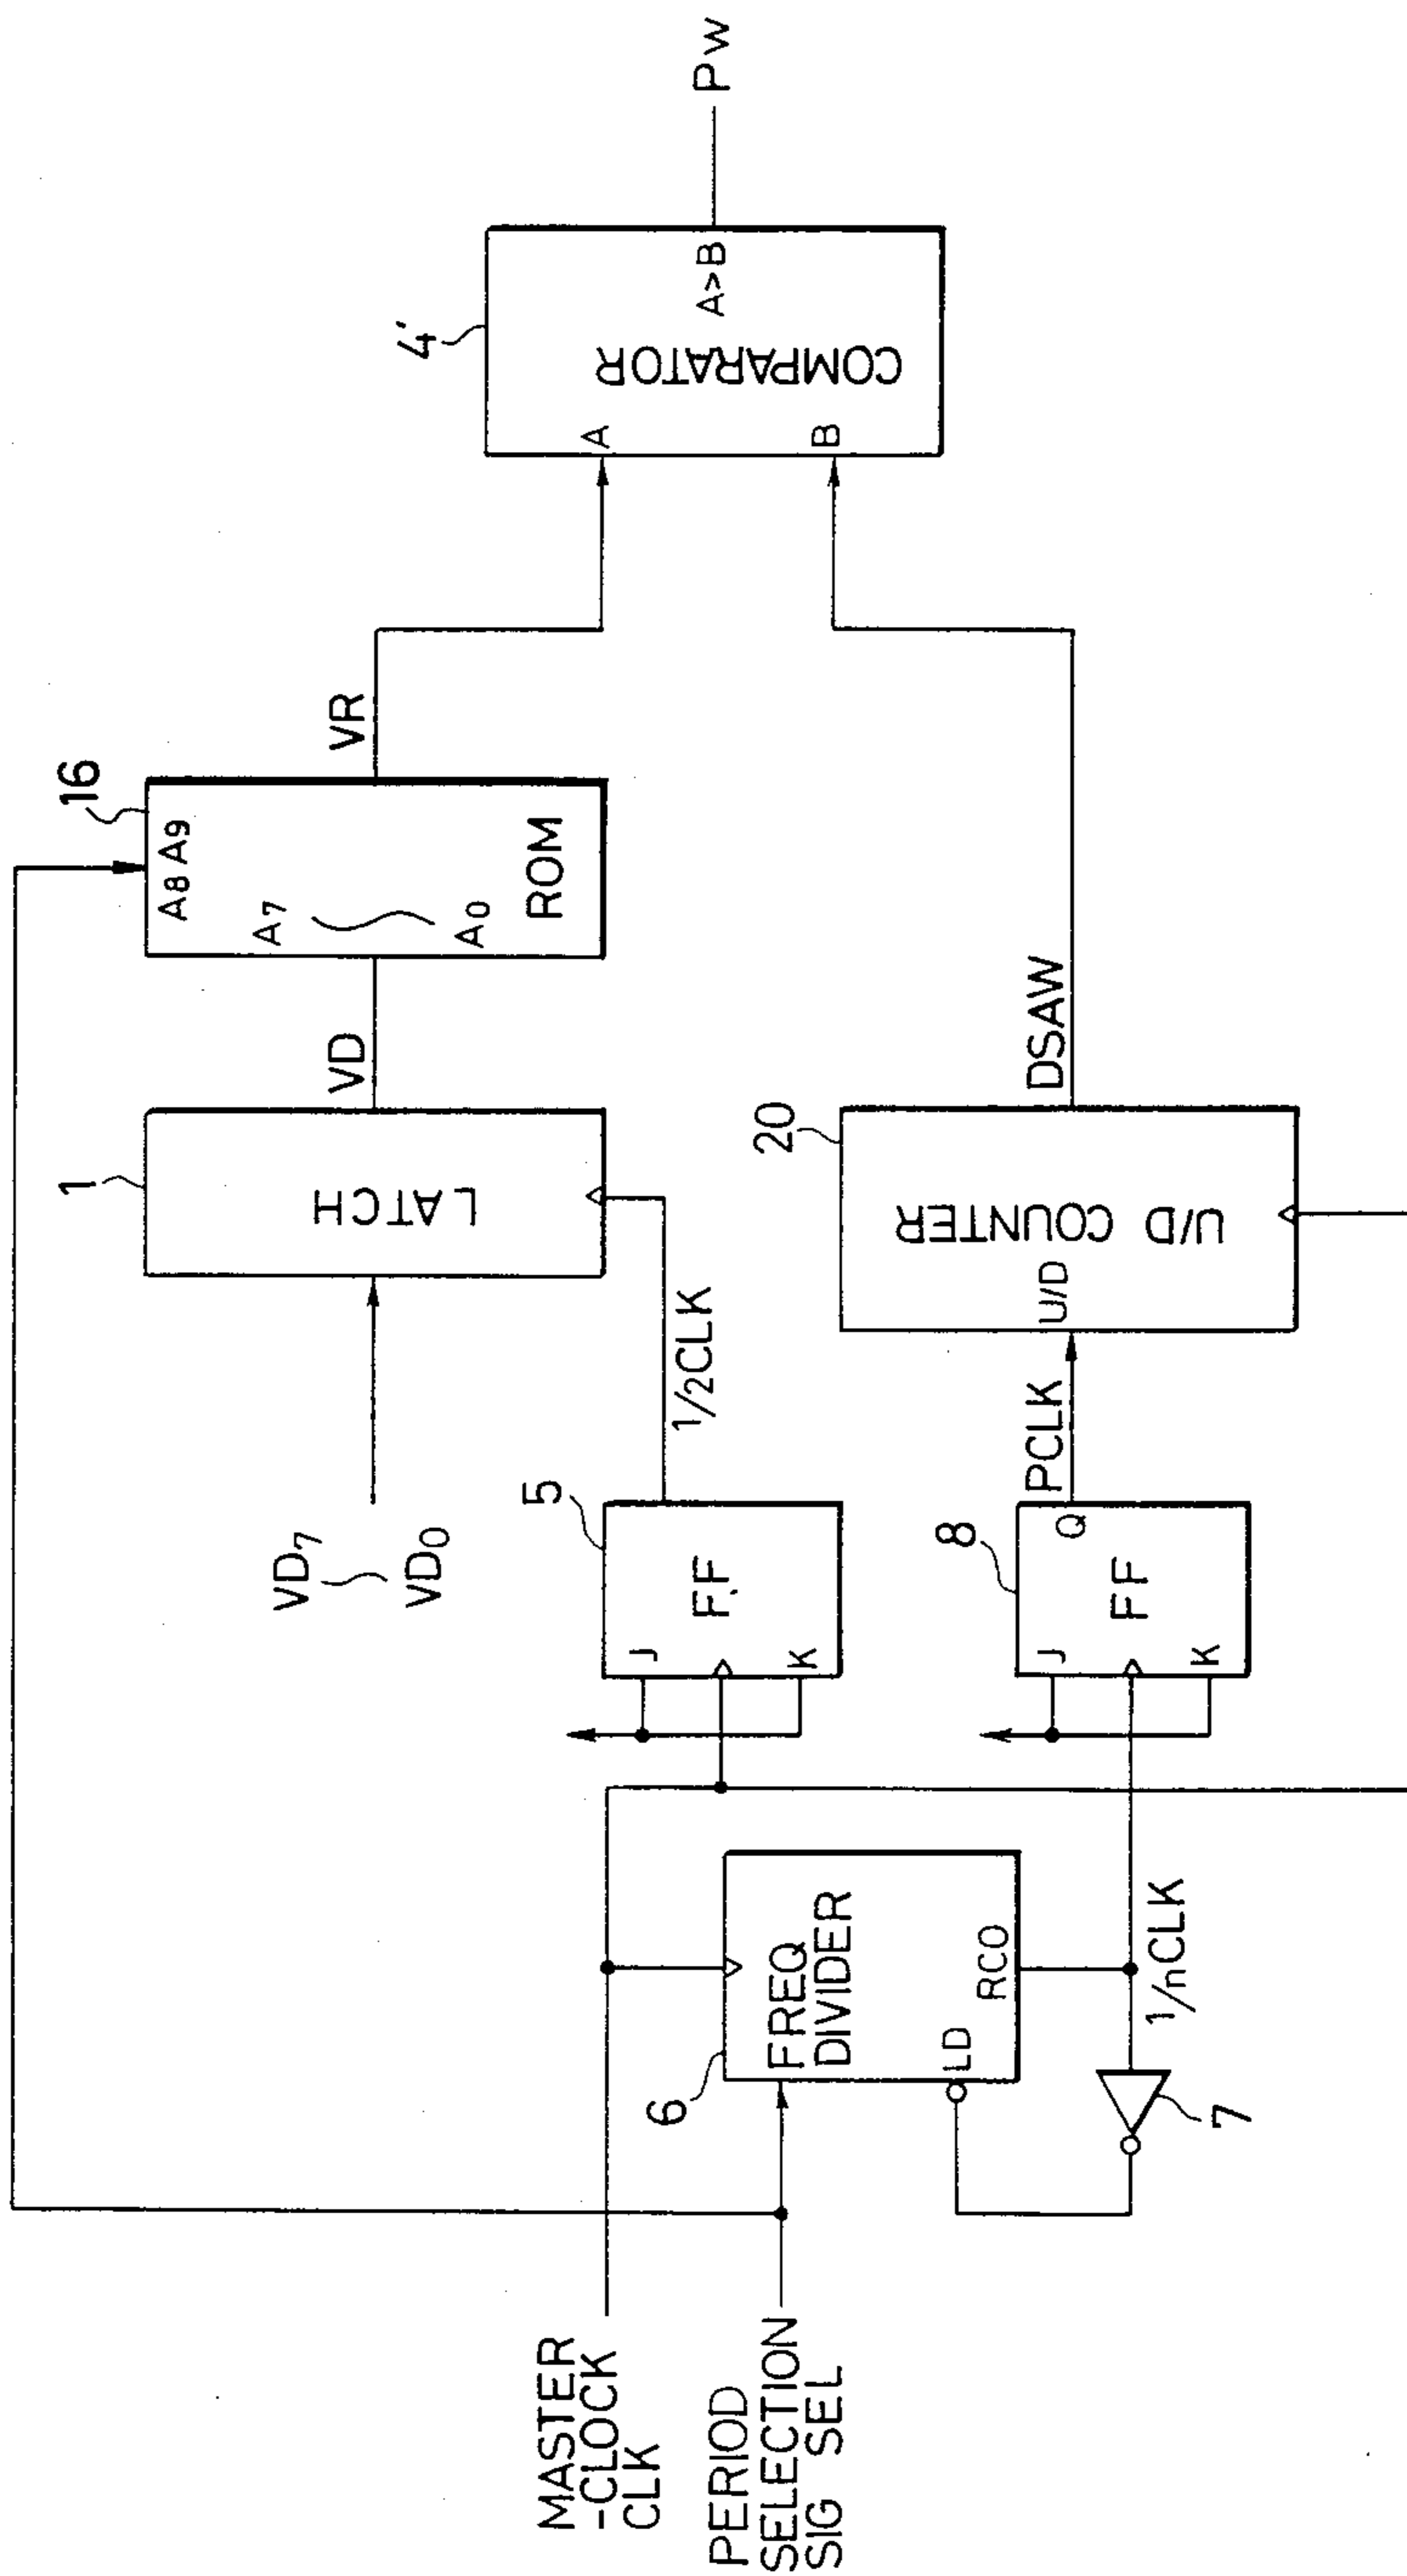 MASTER
-CLOCK
CLK
PERIOD
SELECTION
SIG SEL
6
FREQ
DIVIDER
LD
RCO
7
1/nCLK
5
J
FF
K
8
J
FF
K
Q
1/2CLK
PCLK
VD7
VD0
1
LATCH
VD
20
U/D
U/D COUNTER
DSAW
16
A8 A9
A7
A0
ROM
VR
4'
A
B
COMPARATOR
A>B
PW